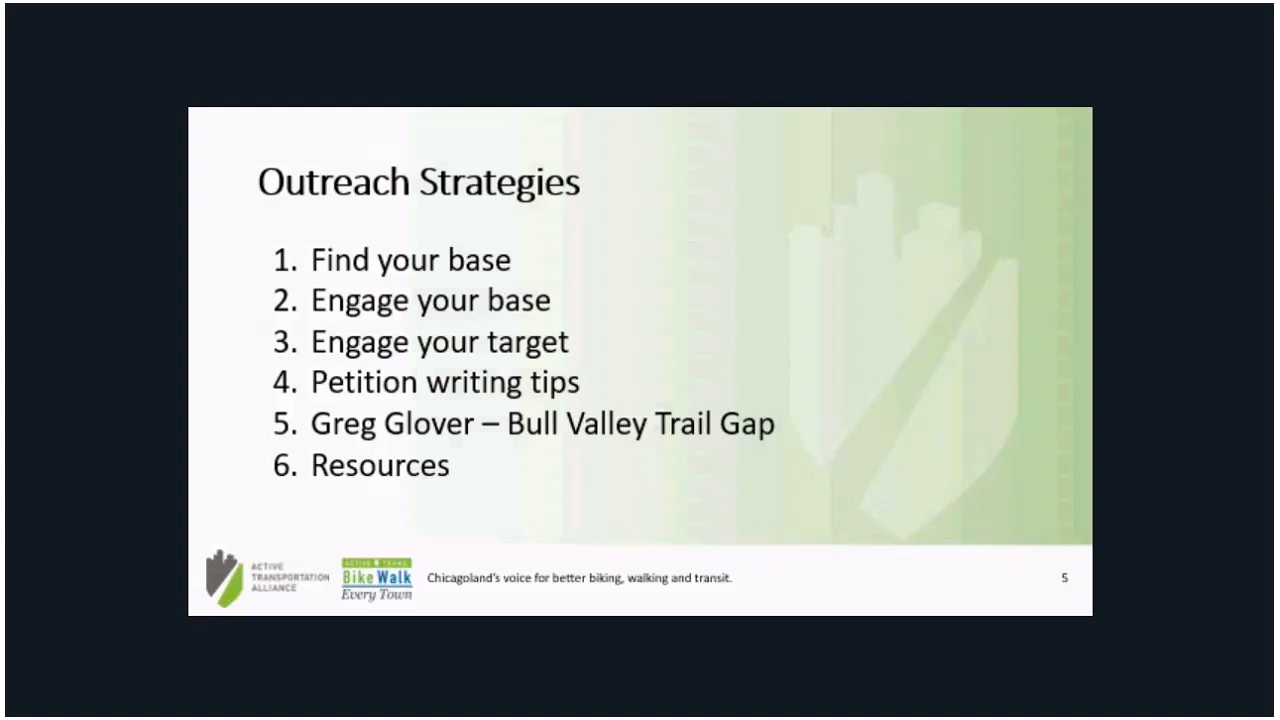 Outreach Strategies
1. Find your base
2. Engage your base
3. Engage your target
4. Petition writing tips
5. Greg Glover – Bull Valley Trail Gap
6. Resources
ACTIVE
TRANSPORTATION
ALLIANCE
ACTIVE TRANS
Bike Walk
Every Town
Chicagoland's voice for better biking, walking and transit.
5